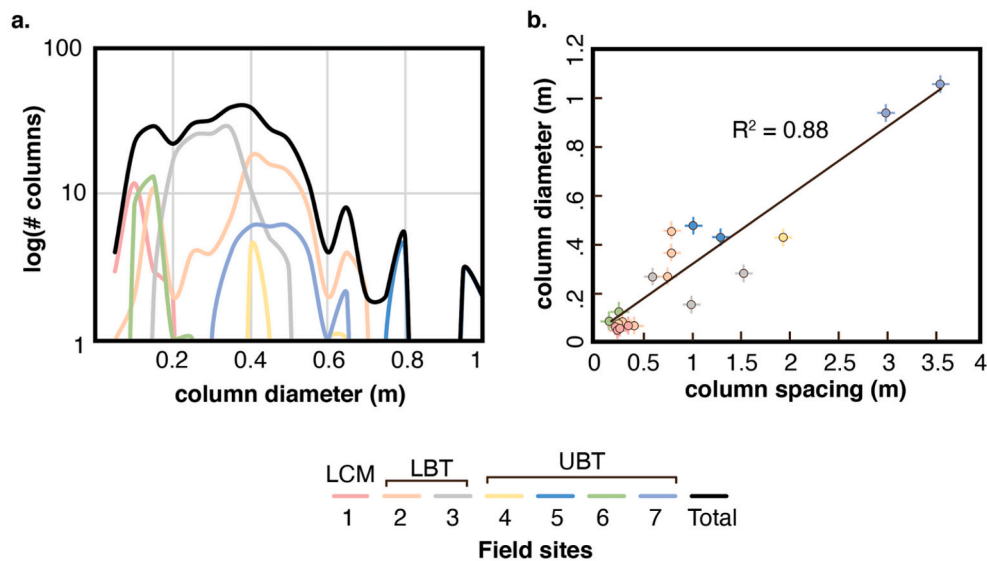 a.
100
10
1
log(# columns)
0.2
0.4
0.6
0.8
1
column diameter (m)
b.
1.2
1
.8
.6
.4
.2
0
column diameter (m)
R² = 0.88
0 0.5 1 1.5 2 2.5 3 3.5 4
column spacing (m)
LCM LBT UBT
1 2 3 4 5 6 7 Total
Field sites